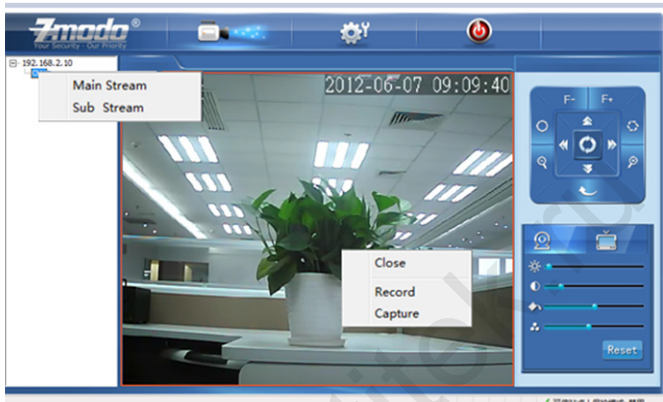 Zmodo®
Your Security - Our Priority
192.168.2.10
Main Stream
Sub Stream
2012-06-07 09:09:40
F- F+
Close
Record
Capture
Reset